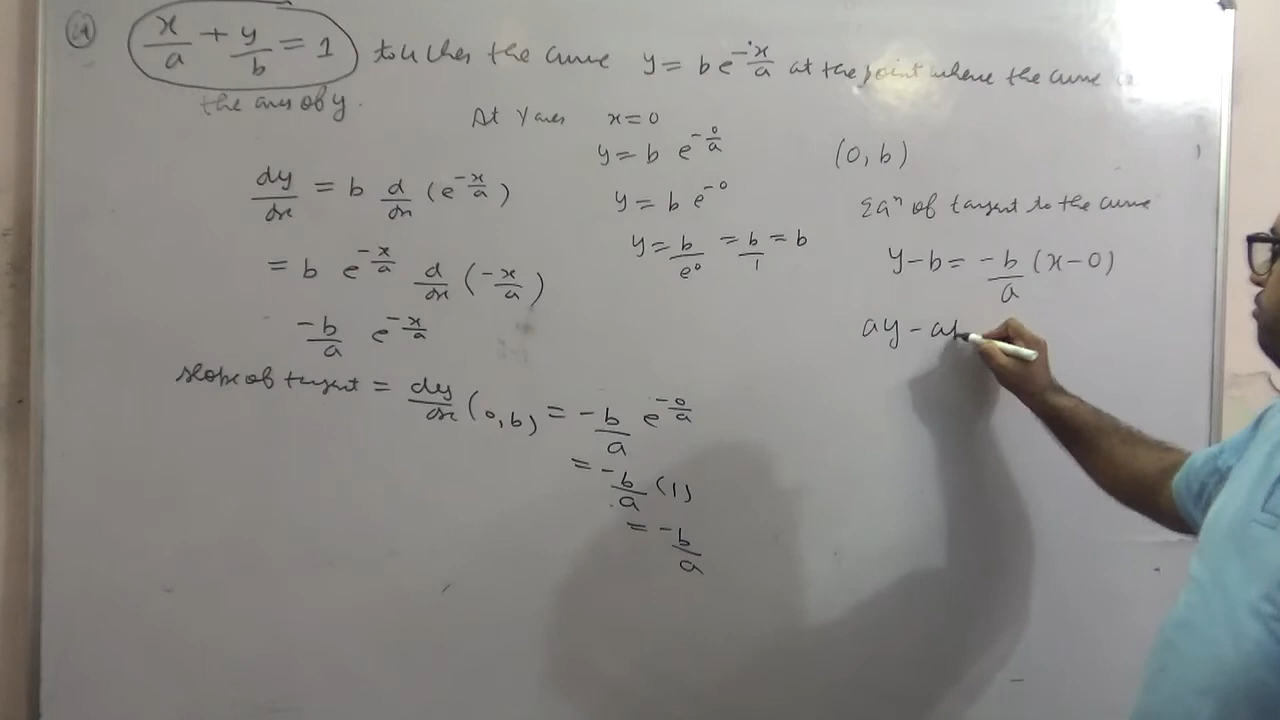 x/a + y/b = 1 touches the curve y = b e^{-x/a} at the point where the curve
the axis of y.
At Y axes x = 0
y = b e^{-0/a}
y = b e^{-0}
y = b/e^0 = b/1 = b
dy/dx = b d/dx (e^{-x/a})
= b e^{-x/a} d/dx (-x/a)
-b/a e^{-x/a}
slope of tangent = dy/dx (0, b) = -b/a e^{-0/a}
= -b/a (1)
= -b/a
(0, b)
Eqⁿ of tangent to the curve
y - b = -b/a (x - 0)
ay - ab